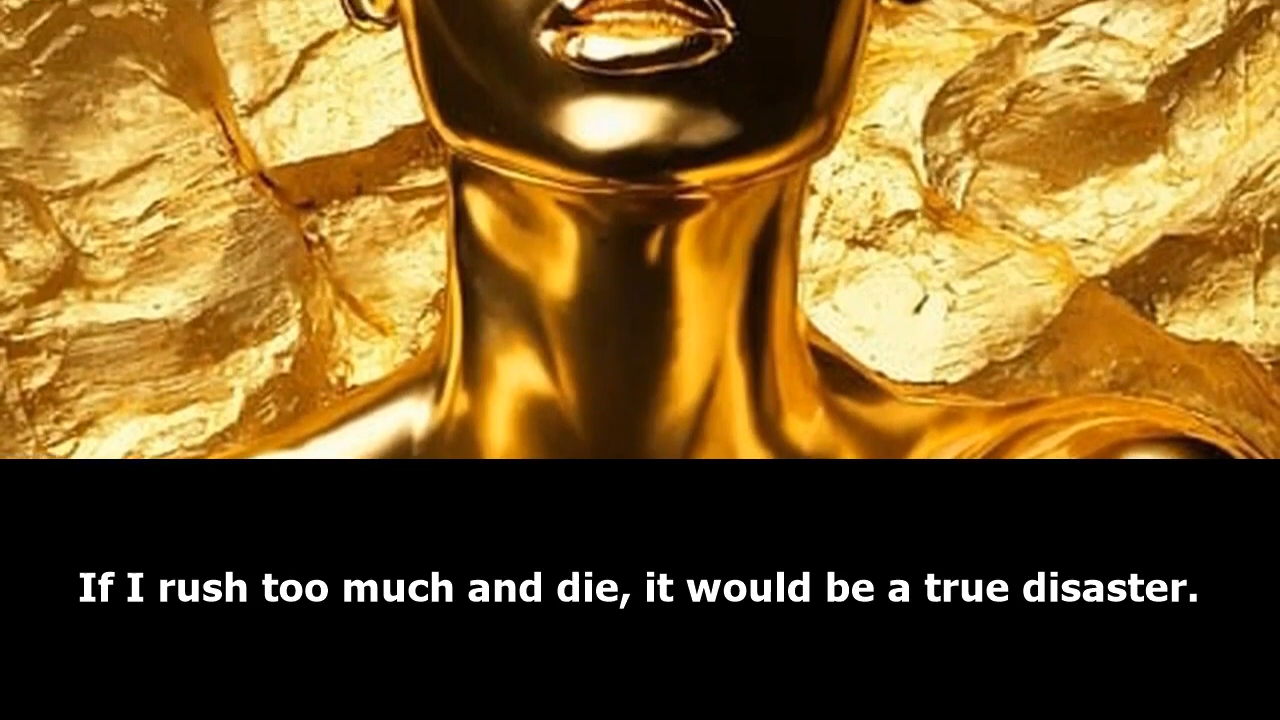 If I rush too much and die, it would be a true disaster.